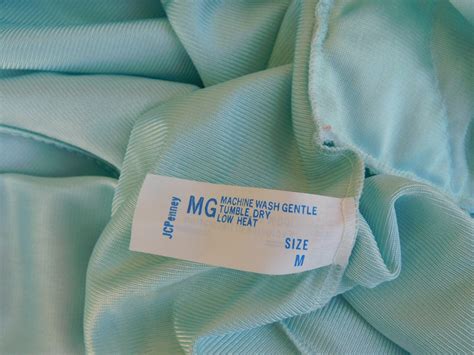 JCPenney
MG MACHINE WASH GENTLE
TUMBLE DRY
LOW HEAT
SIZE
M